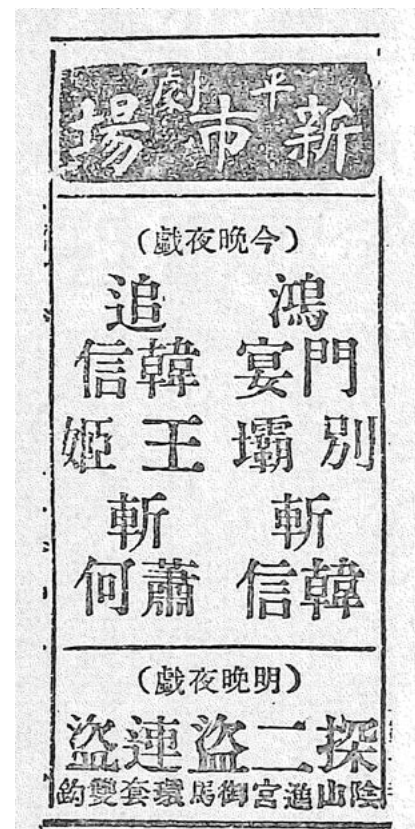 平劇
新市場
(今晚夜戲)
鴻門宴
追韓信
別壩王姬
斬韓信
斬蕭何
(明晚夜戲)
探二盜連盜
陰山進宮御馬環套雙鈎